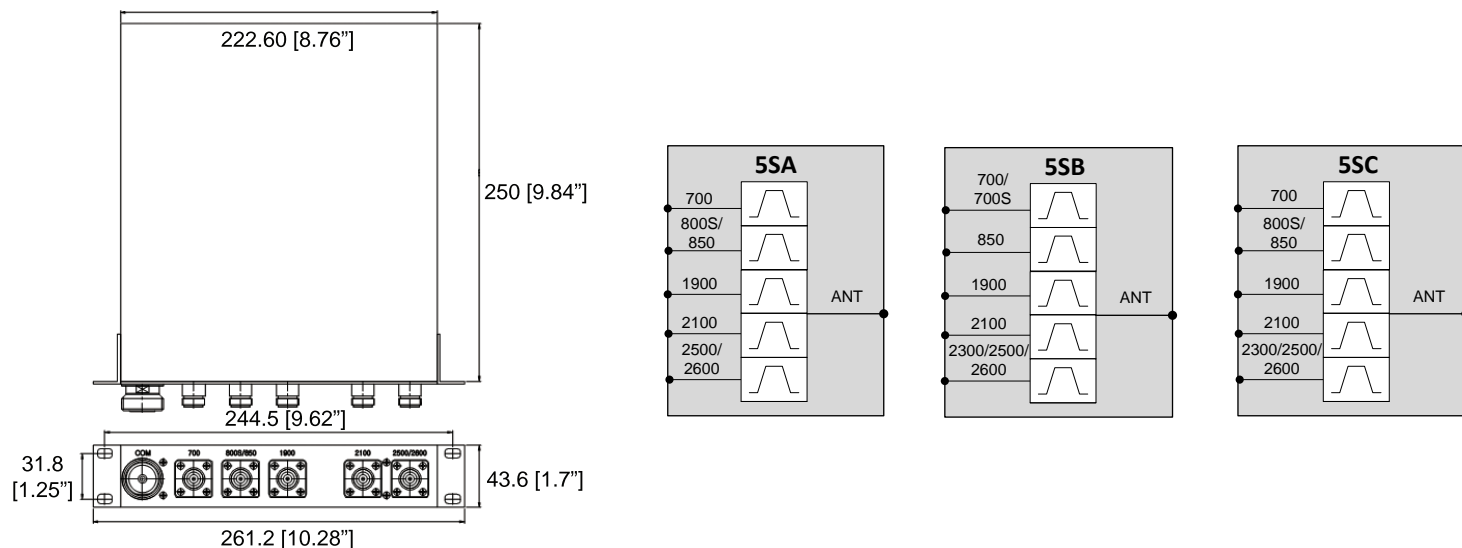 222.60 [8.76”]
250 [9.84”]
244.5 [9.62”]
COM 700 800S/850 1900 2100 2500/2600
31.8
[1.25”]
43.6 [1.7”]
261.2 [10.28”]
5SA
700
800S/
850
1900
2100
2500/
2600
ANT
5SB
700/
700S
850
1900
2100
2300/2500/
2600
ANT
5SC
700
800S/
850
1900
2100
2300/2500/
2600
ANT